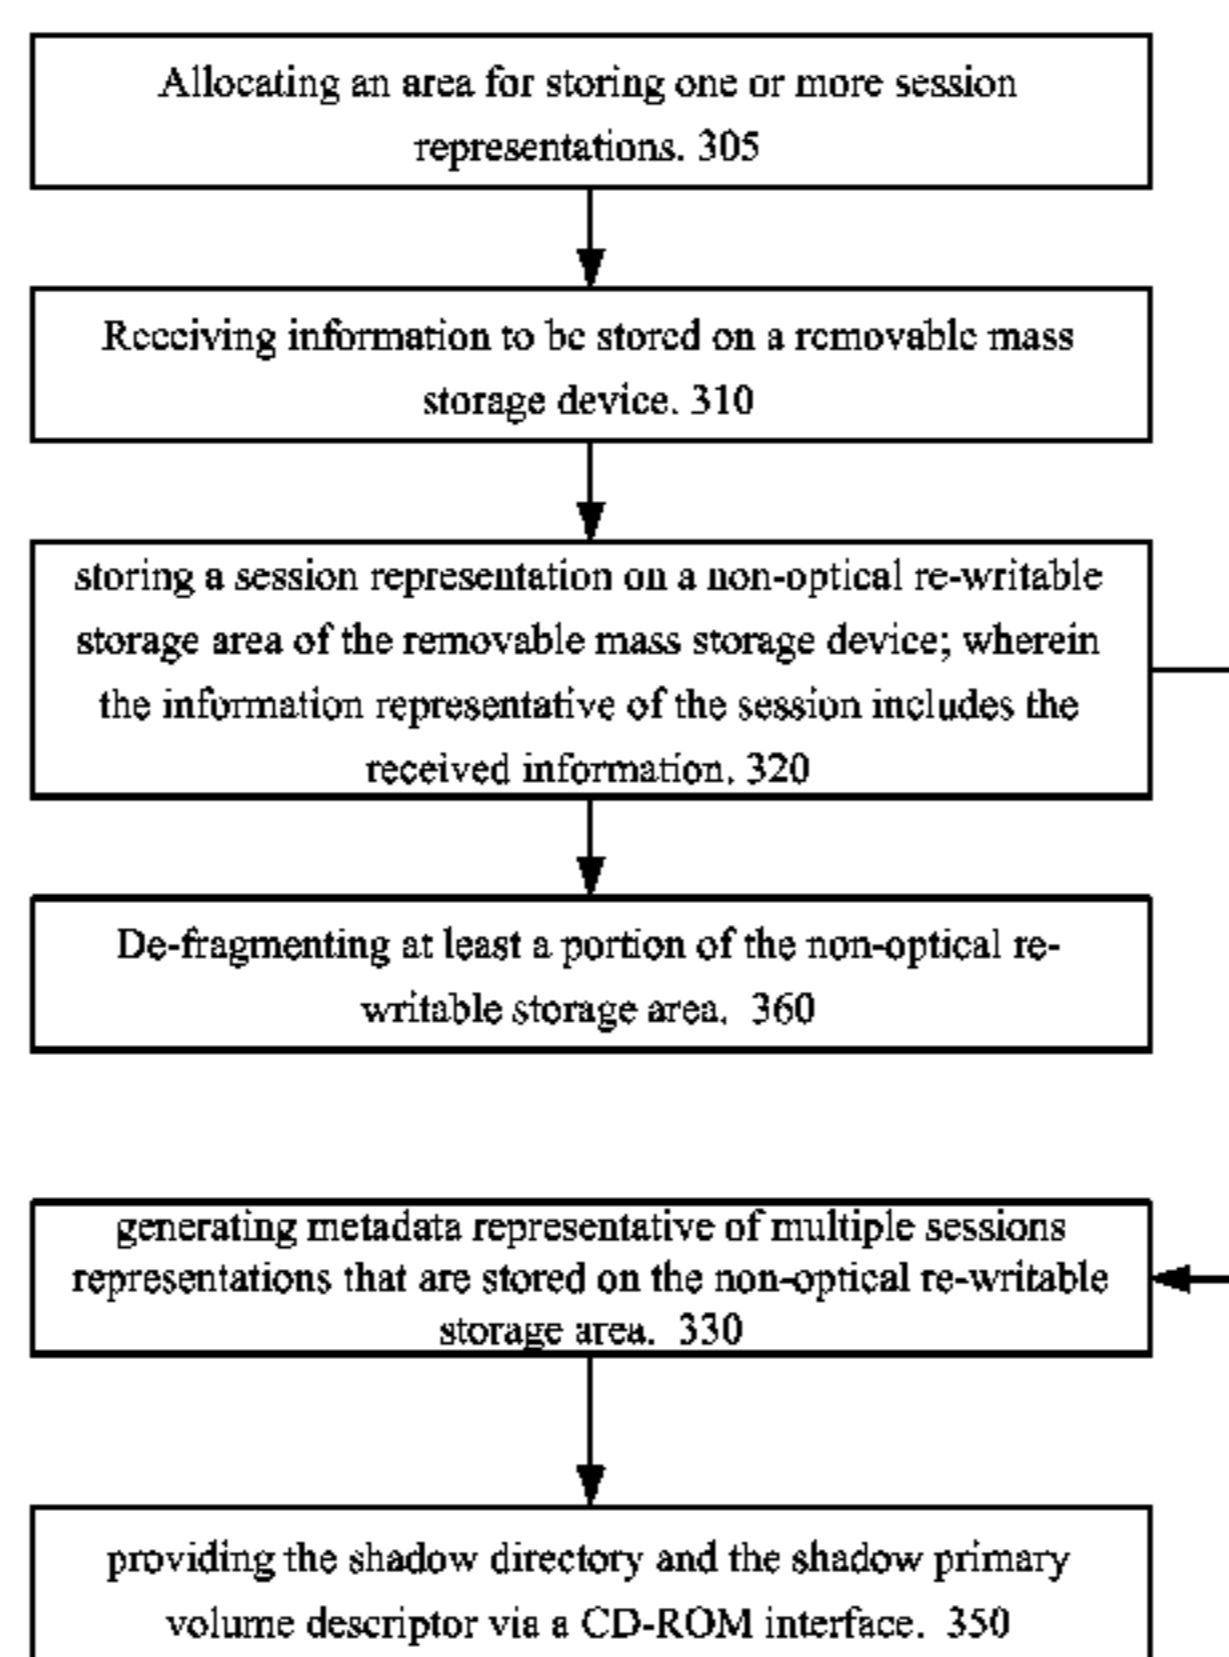 Allocating an area for storing one or more session
representations. 305
Receiving information to be stored on a removable mass
storage device. 310
storing a session representation on a non-optical re-writable
storage area of the removable mass storage device; wherein
the information representative of the session includes the
received information. 320
De-fragmenting at least a portion of the non-optical re-
writable storage area. 360
generating metadata representative of multiple sessions
representations that are stored on the non-optical re-writable
storage area. 330
providing the shadow directory and the shadow primary
volume descriptor via a CD-ROM interface. 350